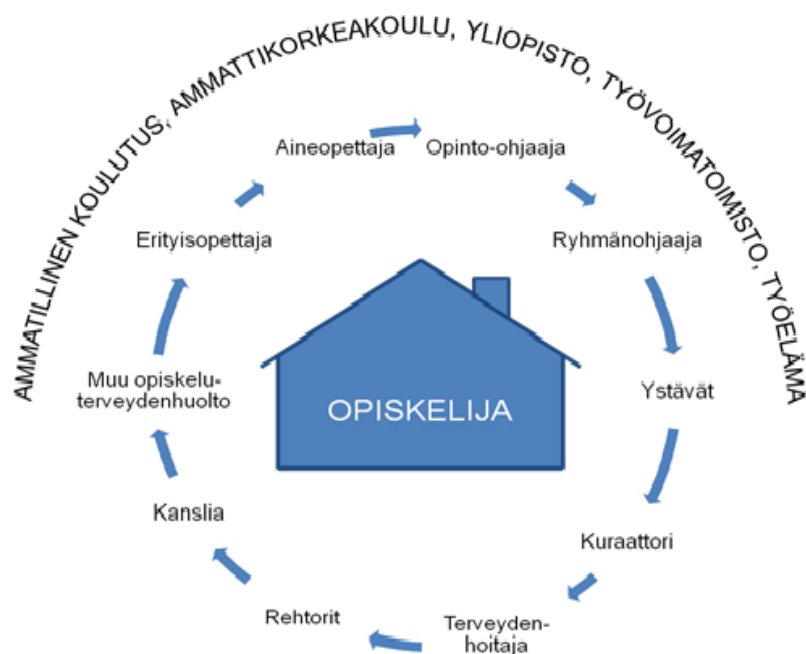 AMMATILLINEN KOULUTUS, AMMATTIKORKEAKOULU, YLIOPISTO, TYÖVOIMATOIMISTO, TYÖELÄMA
Aineopettaja
Opinto-ohjaaja
Erityisopettaja
Ryhmänohjaaja
Muu opiskelu-
terveydenhuolto
OPISKELIJA
Ystävät
Kanslia
Kuraattori
Rehtorit
Terveyden-
hoitaja